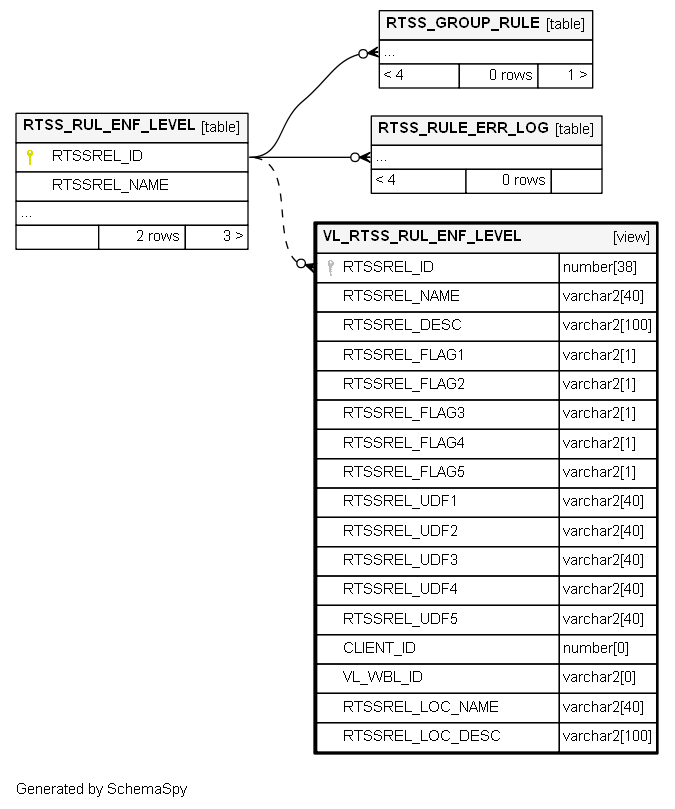 RTSS_GROUP_RULE [table]
...
< 4 0 rows 1 >
RTSS_RUL_ENF_LEVEL [table]
RTSSREL_ID
RTSSREL_NAME
...
2 rows 3 >
RTSS_RULE_ERR_LOG [table]
...
< 4 0 rows
VL_RTSS_RUL_ENF_LEVEL [view]
RTSSREL_ID number[38]
RTSSREL_NAME varchar2[40]
RTSSREL_DESC varchar2[100]
RTSSREL_FLAG1 varchar2[1]
RTSSREL_FLAG2 varchar2[1]
RTSSREL_FLAG3 varchar2[1]
RTSSREL_FLAG4 varchar2[1]
RTSSREL_FLAG5 varchar2[1]
RTSSREL_UDF1 varchar2[40]
RTSSREL_UDF2 varchar2[40]
RTSSREL_UDF3 varchar2[40]
RTSSREL_UDF4 varchar2[40]
RTSSREL_UDF5 varchar2[40]
CLIENT_ID number[0]
VL_WBL_ID varchar2[0]
RTSSREL_LOC_NAME varchar2[40]
RTSSREL_LOC_DESC varchar2[100]
Generated by SchemaSpy